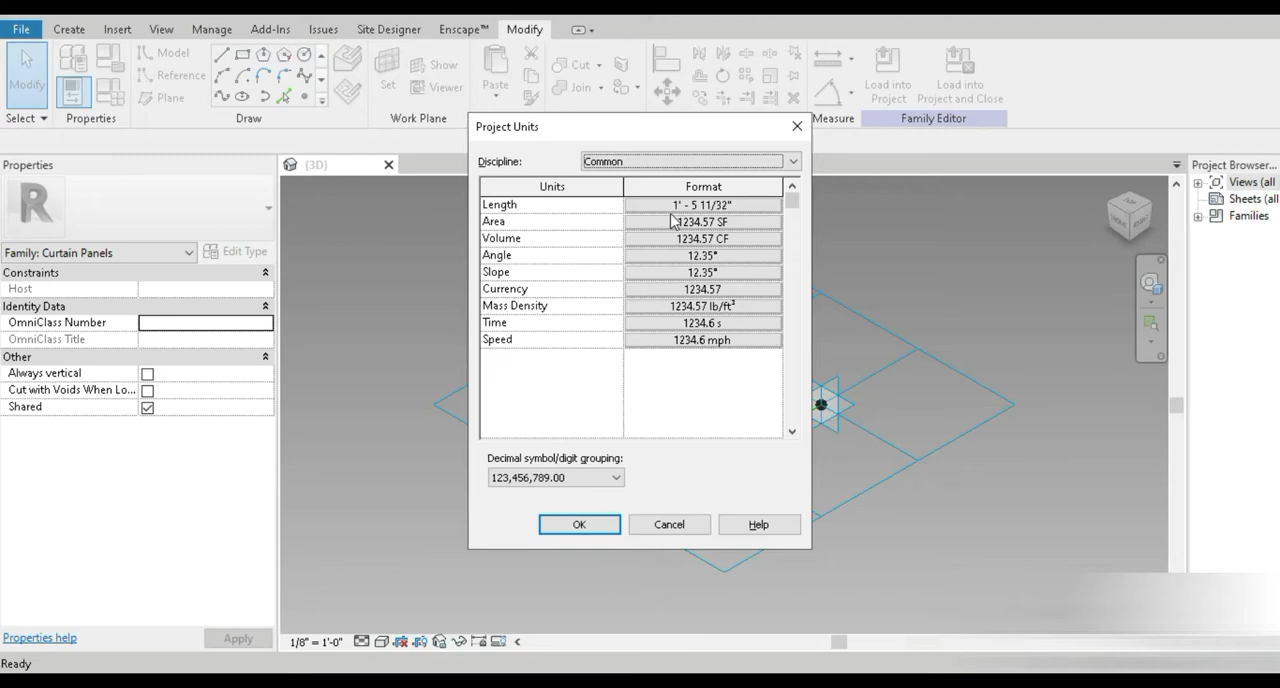 File Create Insert View Manage Add-Ins Issues Site Designer Enscape™ Modify
Modify
Select
Properties
Model
Reference
Plane
Draw
Set
Show
Viewer
Work Plane
Paste
Cut
Join
Measure
Load into
Project
Load into
Project and Close
Family Editor
Properties
Family: Curtain Panels
Edit Type
Constraints
Host
Identity Data
OmniClass Number
OmniClass Title
Other
Always vertical
Cut with Voids When Lo...
Shared
Properties help
Apply
Ready
(3D)
Project Units
Discipline: Common
Units Format
Length 1' - 5 11/32"
Area 1234.57 SF
Volume 1234.57 CF
Angle 12.35°
Slope 12.35°
Currency 1234.57
Mass Density 1234.57 lb/ft³
Time 1234.6 s
Speed 1234.6 mph
Decimal symbol/digit grouping:
123,456,789.00
OK Cancel Help
1/8" = 1'-0"
Project Browser...
Views (all
Sheets (all
Families